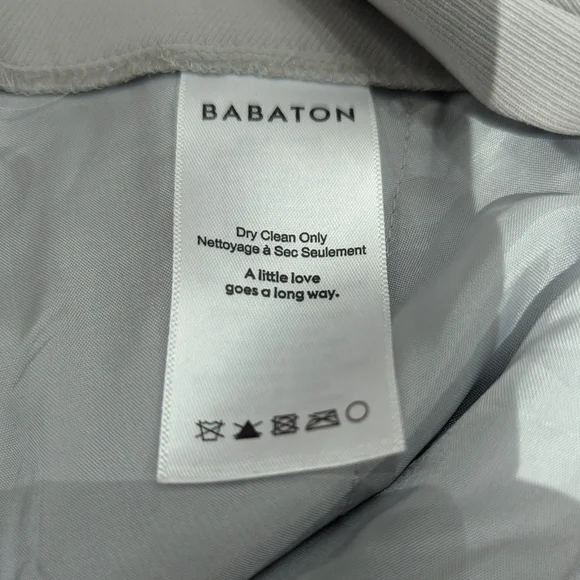 BABATON
Dry Clean Only
Nettoyage à Sec Seulement
A little love
goes a long way.